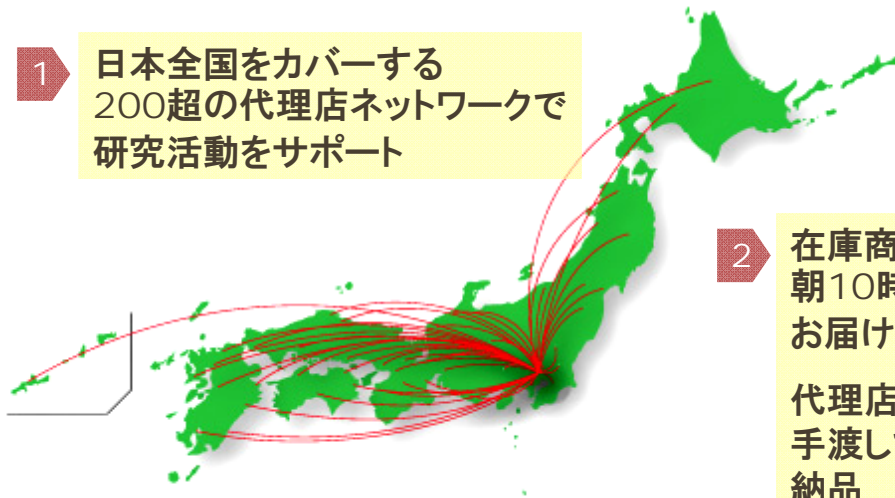 1
日本全国をカバーする
200超の代理店ネットワークで
研究活動をサポート
2
在庫商
朝10時
お届け
代理店
手渡し
納品